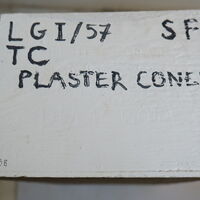 LGI/57 SF
TC
PLASTER CONE